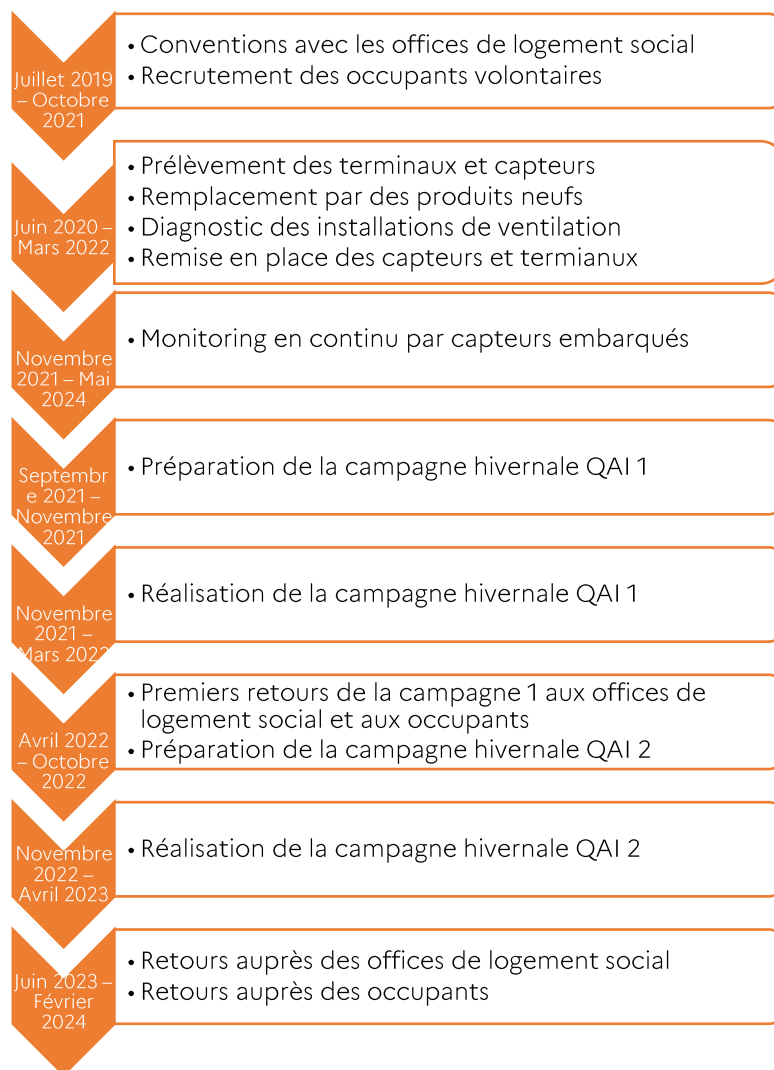 Juillet 2019
– Octobre
2021
• Conventions avec les offices de logement social
• Recrutement des occupants volontaires
Juin 2020 –
Mars 2022
• Prélèvement des terminaux et capteurs
• Remplacement par des produits neufs
• Diagnostic des installations de ventilation
• Remise en place des capteurs et termianux
Novembre
2021 – Mai
2024
• Monitoring en continu par capteurs embarqués
Septembr
e 2021 –
Novembre
2021
• Préparation de la campagne hivernale QAI 1
Novembre
2021 –
Mars 2022
• Réalisation de la campagne hivernale QAI 1
Avril 2022
– Octobre
2022
• Premiers retours de la campagne 1 aux offices de
logement social et aux occupants
• Préparation de la campagne hivernale QAI 2
Novembre
2022 –
Avril 2023
• Réalisation de la campagne hivernale QAI 2
Juin 2023 –
Février
2024
• Retours auprès des offices de logement social
• Retours auprès des occupants